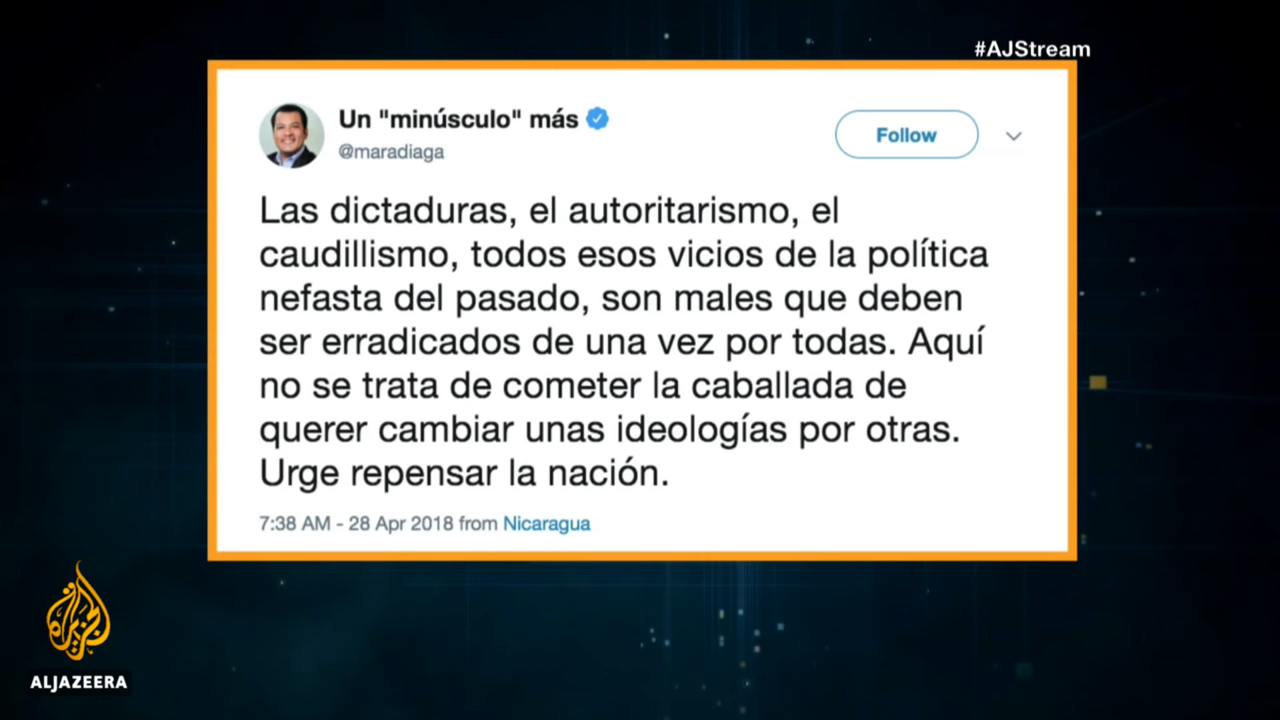 #AJStream
Un "minúsculo" más
@maradiaga
Follow
Las dictaduras, el autoritarismo, el
caudillismo, todos esos vicios de la política
nefasta del pasado, son males que deben
ser erradicados de una vez por todas. Aquí
no se trata de cometer la caballada de
querer cambiar unas ideologías por otras.
Urge repensar la nación.
7:38 AM - 28 Apr 2018 from Nicaragua
الجزيرة
ALJAZEERA